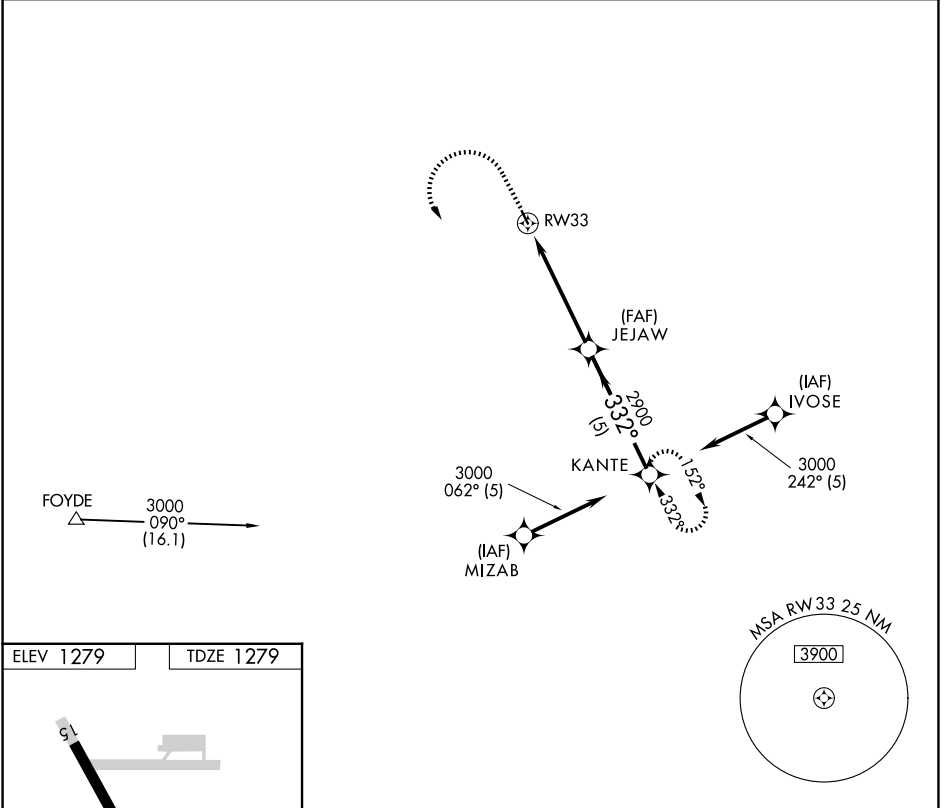 RW33
(FAF)
JEJAW
(IAF)
IVOSE
2900
332°
(5)
KANTE
152°
332°
3000
242° (5)
3000
062° (5)
FOYDE
3000
090°
(16.1)
(IAF)
MIZAB
MSA RW33 25 NM
3900
ELEV 1279
TDZE 1279
15